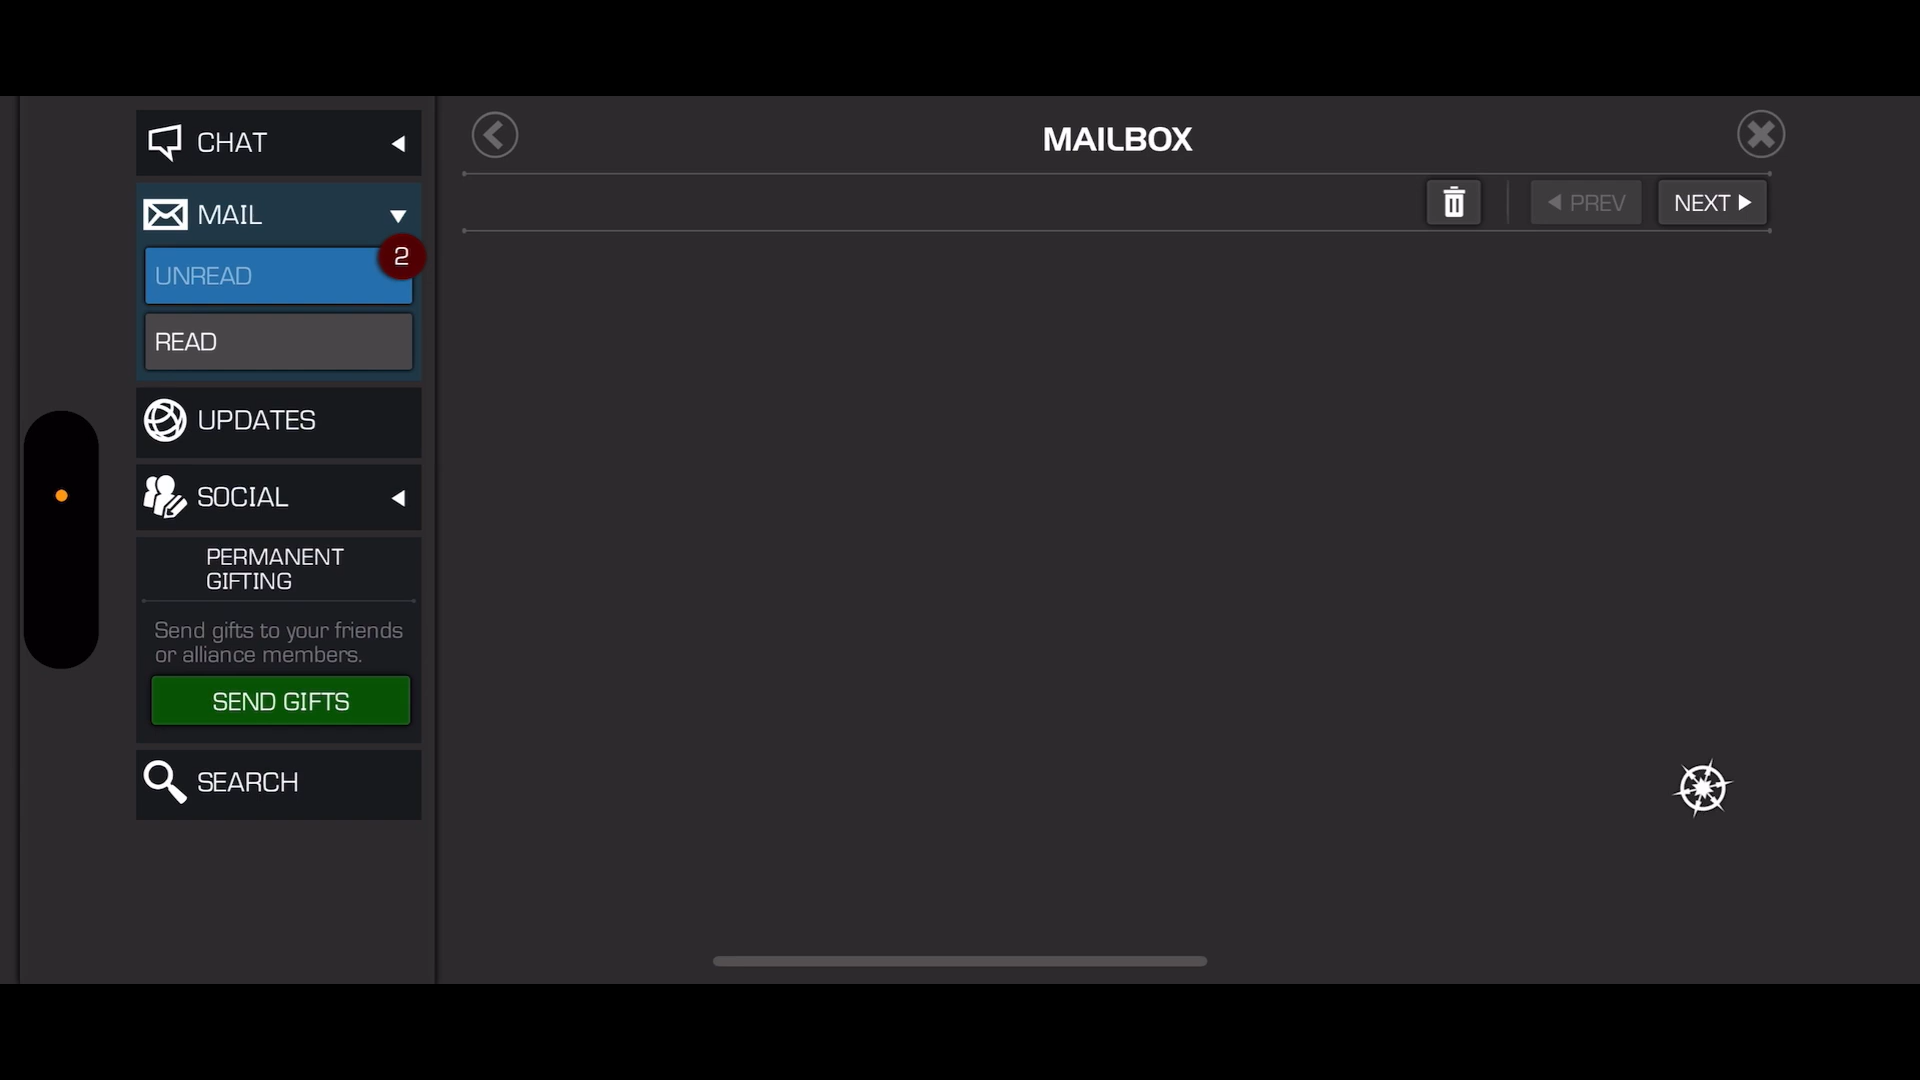 CHAT
MAIL
2
UNREAD
READ
UPDATES
SOCIAL
PERMANENT
GIFTING
Send gifts to your friends
or alliance members.
SEND GIFTS
SEARCH
MAILBOX
PREV
NEXT